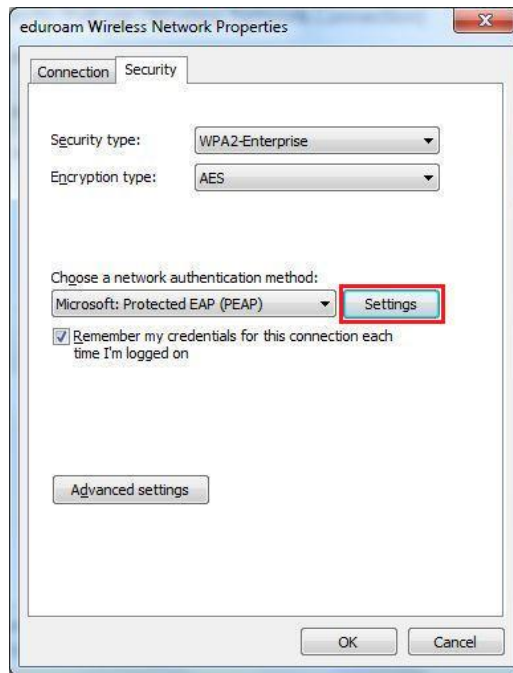 eduroam Wireless Network Properties
Connection Security
Security type: WPA2-Enterprise
Encryption type: AES
Choose a network authentication method:
Microsoft: Protected EAP (PEAP) Settings
Remember my credentials for this connection each
time I'm logged on
Advanced settings
OK Cancel